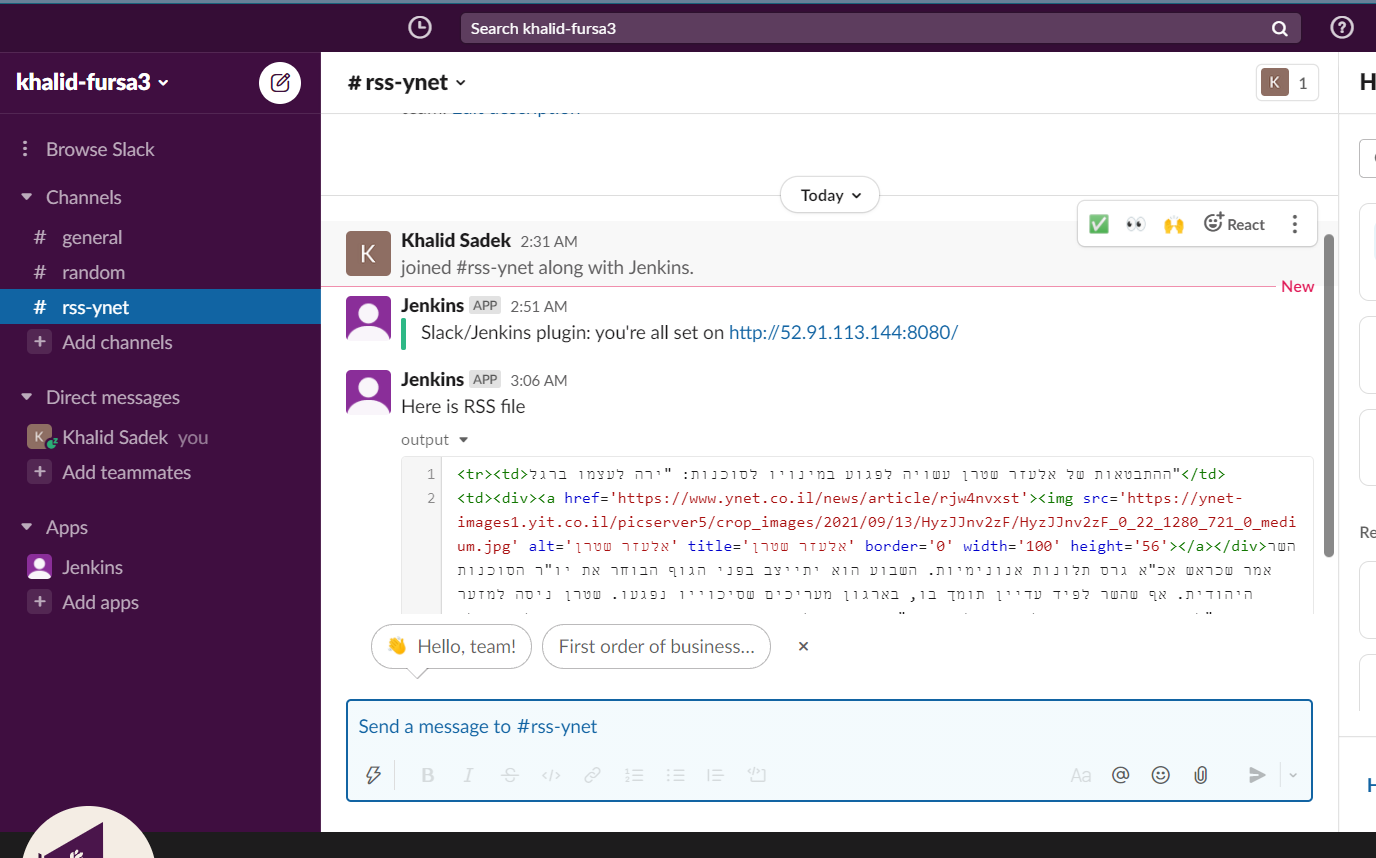 Search khalid-fursa3
khalid-fursa3
# rss-ynet
K 1
H
Browse Slack
Channels
# general
# random
# rss-ynet
+ Add channels
Direct messages
K Khalid Sadek you
+ Add teammates
Apps
Jenkins
+ Add apps
team. Edit description
Today
React
K
Khalid Sadek 2:31 AM
joined #rss-ynet along with Jenkins.
New
Jenkins APP 2:51 AM
Slack/Jenkins plugin: you're all set on http://52.91.113.144:8080/
Jenkins APP 3:06 AM
Here is RSS file
output
1 <tr><td>ההתבטאות של אלעזר שטרן עשויה לפגוע במינויו לסוכנות: "ירה לעצמו ברגל"</td>
2 <td><div><a href='https://www.ynet.co.il/news/article/rjw4nvxst'><img src='https://ynet-
images1.yit.co.il/picserver5/crop_images/2021/09/13/HyzJJnv2zF/HyzJJnv2zF_0_22_1280_721_0_medi
um.jpg' alt='אלעזר שטרן' title='אלעזר שטרן' border='0' width='100' height='56'></a></div>השר
אמר שכראש אכ"א גרס תלונות אנונימיות. השבוע הוא יתייצב בפני הגוף הבוחר את יו"ר הסוכנות
היהודית. אף שהשר לפיד עדיין תומך בו, בארגון מעריכים שסיכוייו נפגעו. שטרן ניסה למזער
Hello, team!
First order of business...
Send a message to #rss-ynet
B I S </> Aa @
Re
H